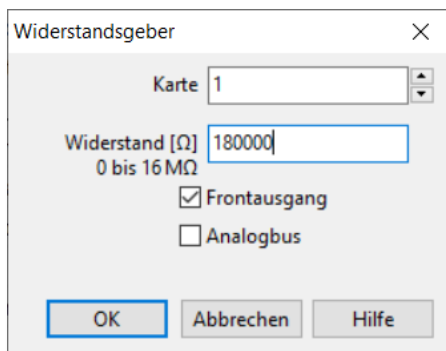 Widerstandsgeber
Karte 1
Widerstand [Ω] 180000
0 bis 16 MΩ
Frontausgang
Analogbus
OK Abbrechen Hilfe